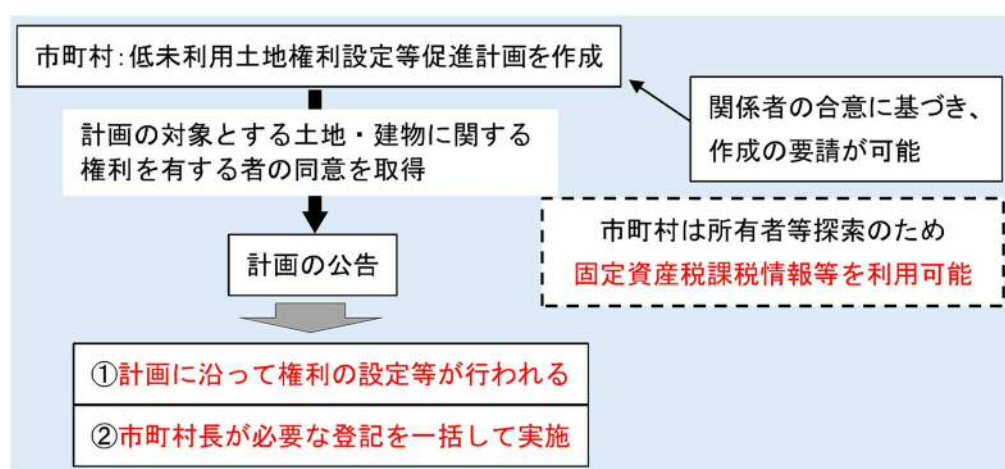 市町村：低未利用土地権利設定等促進計画を作成
関係者の合意に基づき、
作成の要請が可能
計画の対象とする土地・建物に関する
権利を有する者の同意を取得
市町村は所有者等探索のため
固定資産税課税情報等を利用可能
計画の公告
①計画に沿って権利の設定等が行われる
②市町村長が必要な登記を一括して実施